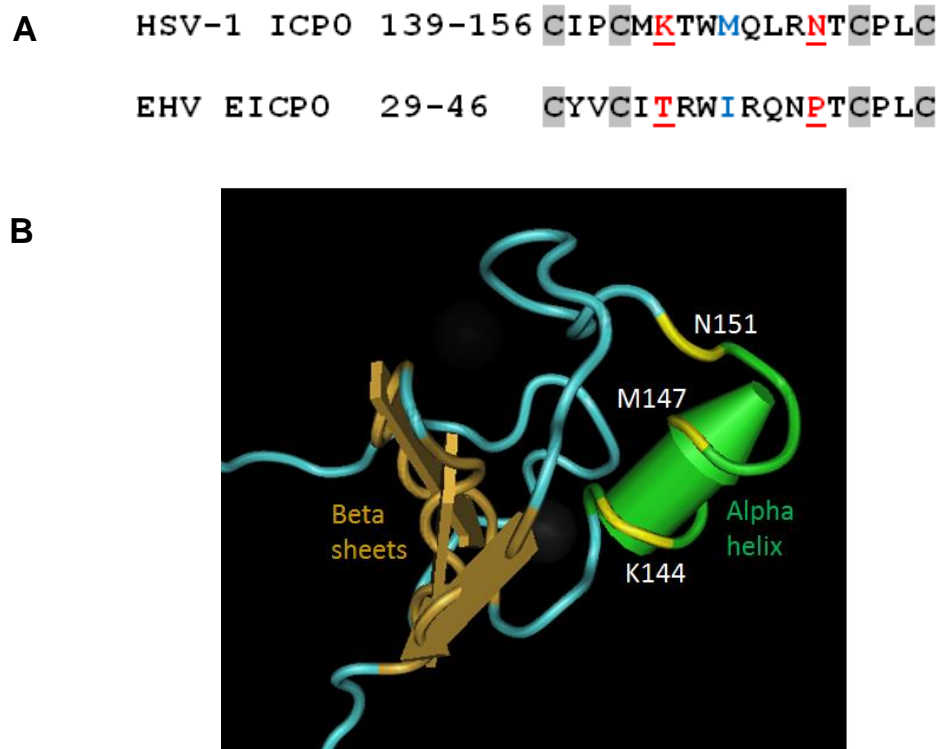 A
HSV-1 ICP0 139-156 CIPCMKTWMQLRNTCPLC
EHV EICP0 29-46 CYVCITRWIRQNPTCPLC
B
N151
M147
Beta
sheets
Alpha
helix
K144